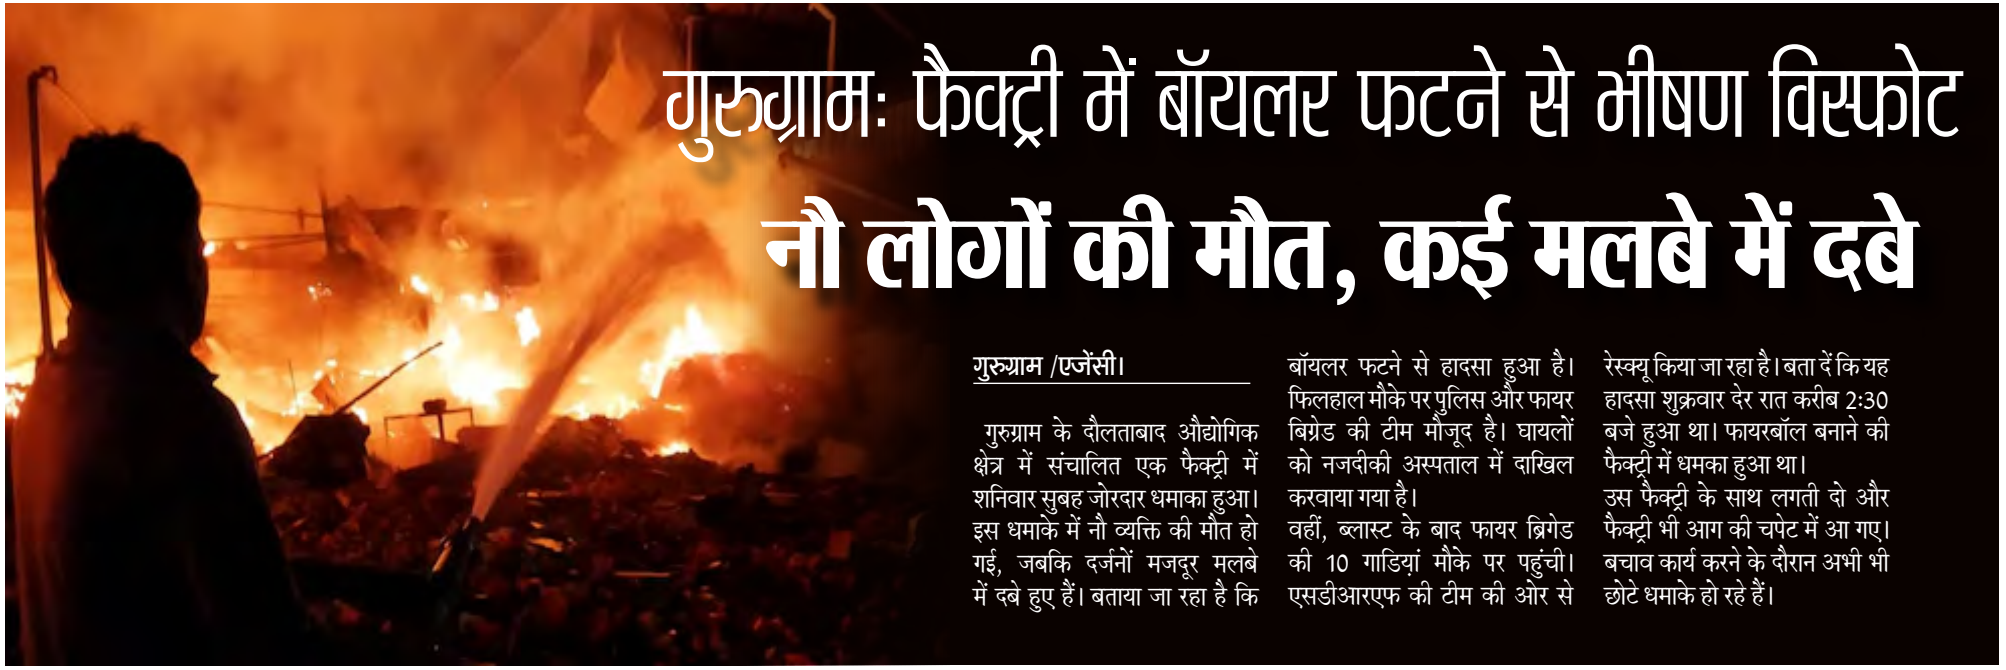 गुरुग्रामः फैक्ट्री में बॉयलर फटने से भीषण विस्फोट
नौ लोगों की मौत, कई मलबे में दबे
गुरुग्राम /एजेंसी।
गुरुग्राम के दौलताबाद औद्योगिक
क्षेत्र में संचालित एक फैक्ट्री में
शनिवार सुबह जोरदार धमाका हुआ।
इस धमाके में नौ व्यक्ति की मौत हो
गई, जबकि दर्जनों मजदूर मलबे
में दबे हुए हैं। बताया जा रहा है कि
बॉयलर फटने से हादसा हुआ है।
फिलहाल मौके पर पुलिस और फायर
बिग्रेड की टीम मौजूद है। घायलों
को नजदीकी अस्पताल में दाखिल
करवाया गया है।
वहीं, ब्लास्ट के बाद फायर ब्रिगेड
की 10 गाडिय़ां मौके पर पहुंची।
एसडीआरएफ की टीम की ओर से
रेस्क्यू किया जा रहा है। बता दें कि यह
हादसा शुक्रवार देर रात करीब 2:30
बजे हुआ था। फायरबॉल बनाने की
फैक्ट्री में धमका हुआ था।
उस फैक्ट्री के साथ लगती दो और
फैक्ट्री भी आग की चपेट में आ गए।
बचाव कार्य करने के दौरान अभी भी
छोटे धमाके हो रहे हैं।